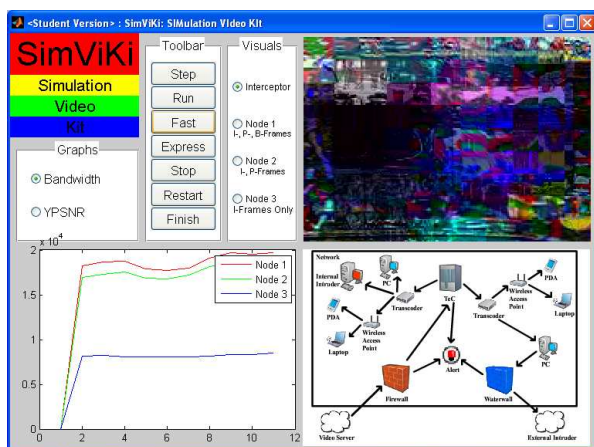 <Student Version> : SimViKi: SIMulation VIdeo KIt
SimViKi
Simulation
Video
Kit
Toolbar
Step
Run
Fast
Express
Stop
Restart
Finish
Visuals
Interceptor
Node 1
I-, P-, B-Frames
Node 2
I-, P-Frames
Node 3
I-Frames Only
Graphs
Bandwidth
YPSNR
2
x 10^4
1.5
1
0.5
0
0 2 4 6 8 10 12
Node 1
Node 2
Node 3
Network
Internal
Intruder
PC
TeC
Wireless
Access
Point
PDA
Laptop
Transcoder
Transcoder
PDA
Wireless
Access
Point
Laptop
PC
Alert
Firewall
Waterwall
Video Server
External Intruder